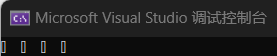 Microsoft Visual Studio 调试控制台
▯ ▯ ▯ ▯